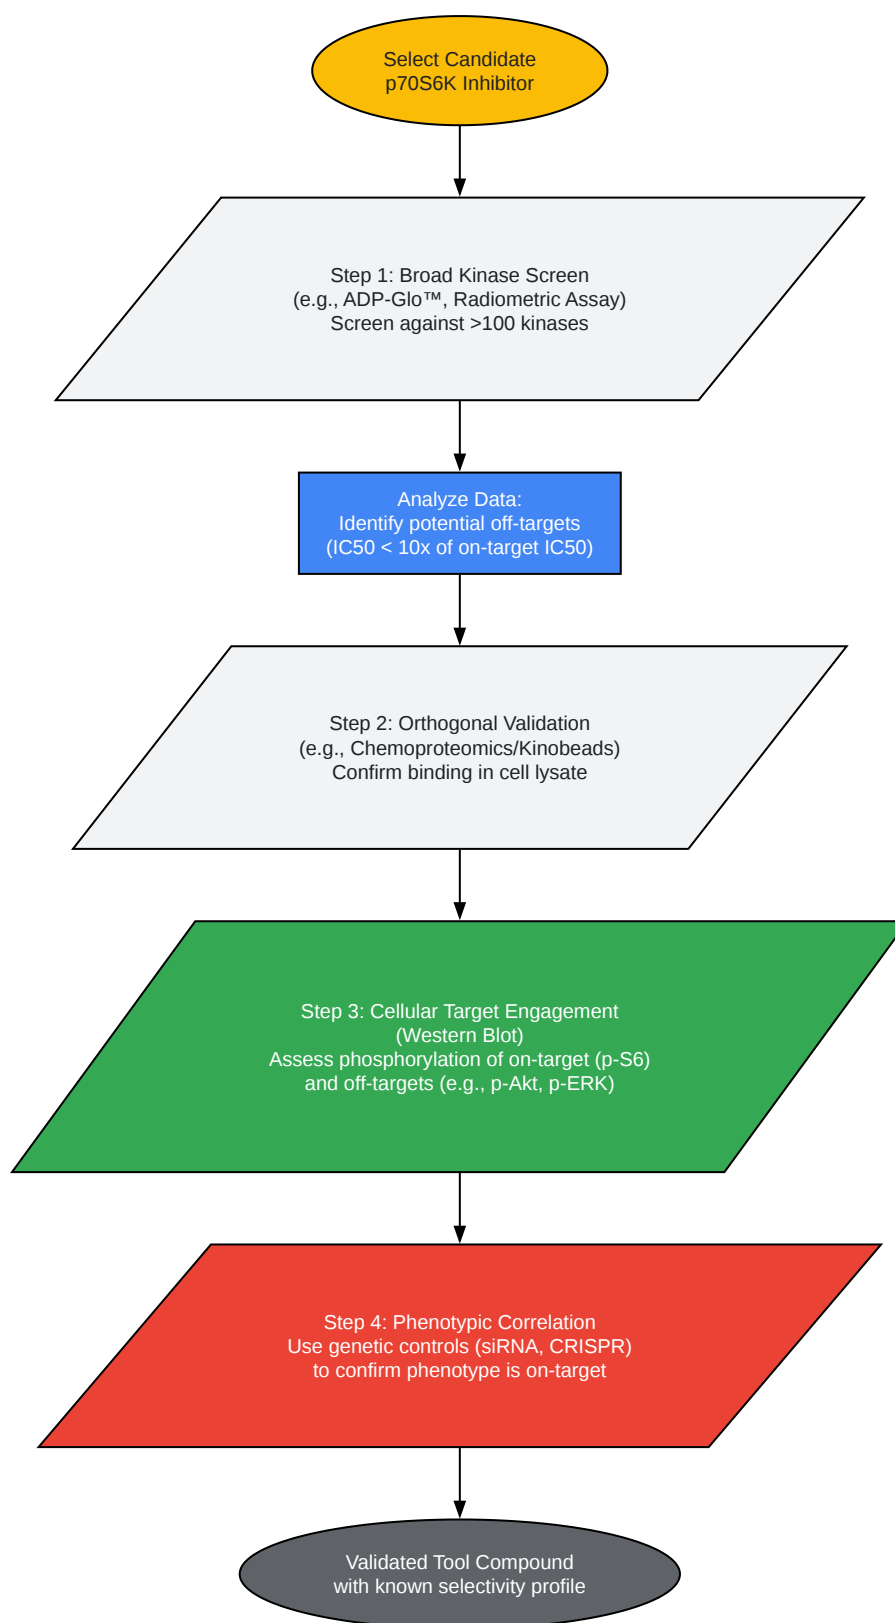 Select Candidate
p70S6K Inhibitor
Step 1: Broad Kinase Screen
(e.g., ADP-Glo™, Radiometric Assay)
Screen against >100 kinases
Analyze Data:
Identify potential off-targets
(IC50 < 10x of on-target IC50)
Step 2: Orthogonal Validation
(e.g., Chemoproteomics/Kinobeads)
Confirm binding in cell lysate
Step 3: Cellular Target Engagement
(Western Blot)
Assess phosphorylation of on-target (p-S6)
and off-targets (e.g., p-Akt, p-ERK)
Step 4: Phenotypic Correlation
Use genetic controls (siRNA, CRISPR)
to confirm phenotype is on-target
Validated Tool Compound
with known selectivity profile